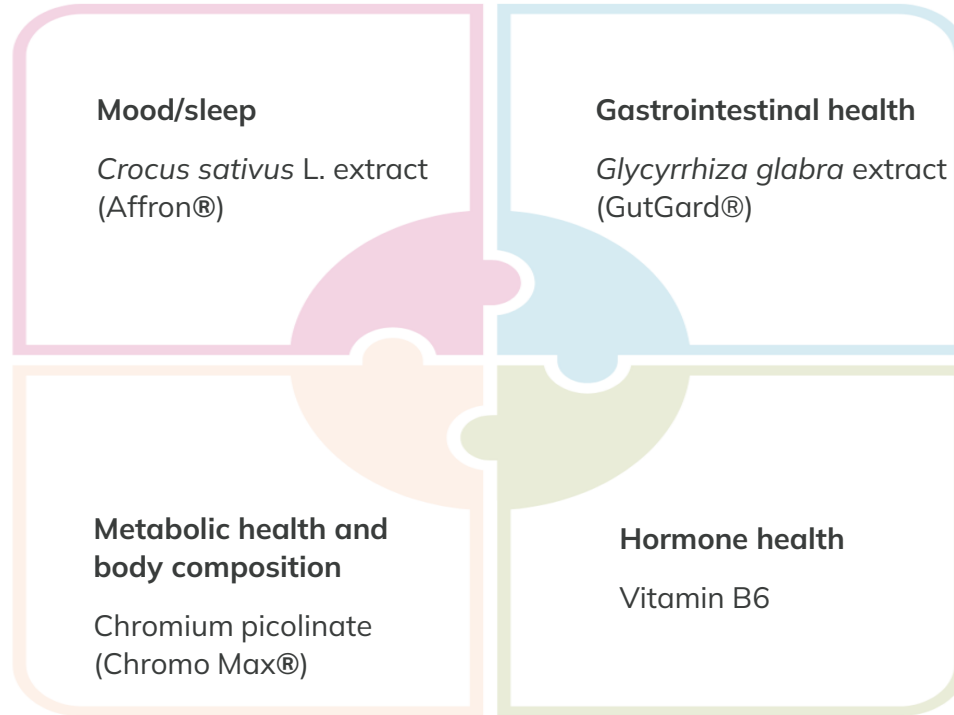 Mood/sleep
Crocus sativus L. extract
(Affron®)
Gastrointestinal health
Glycyrrhiza glabra extract
(GutGard®)
Metabolic health and
body composition
Chromium picolinate
(Chromo Max®)
Hormone health
Vitamin B6